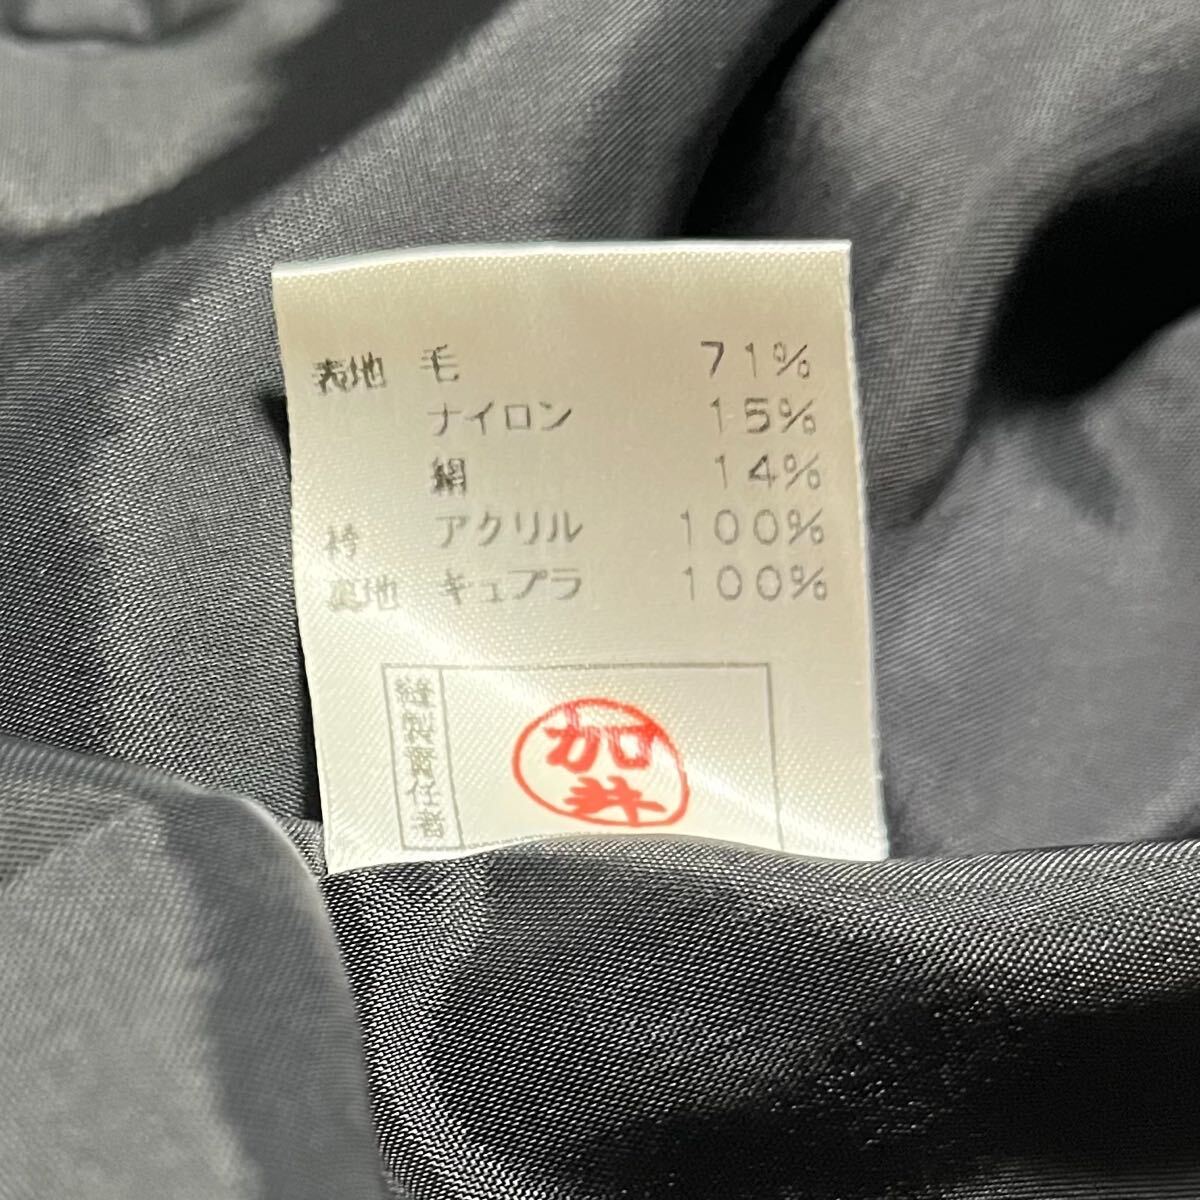 表地 毛 71%
ナイロン 15%
絹 14%
衿 アクリル 100%
裏地 キュプラ 100%
縫製責任者
加井